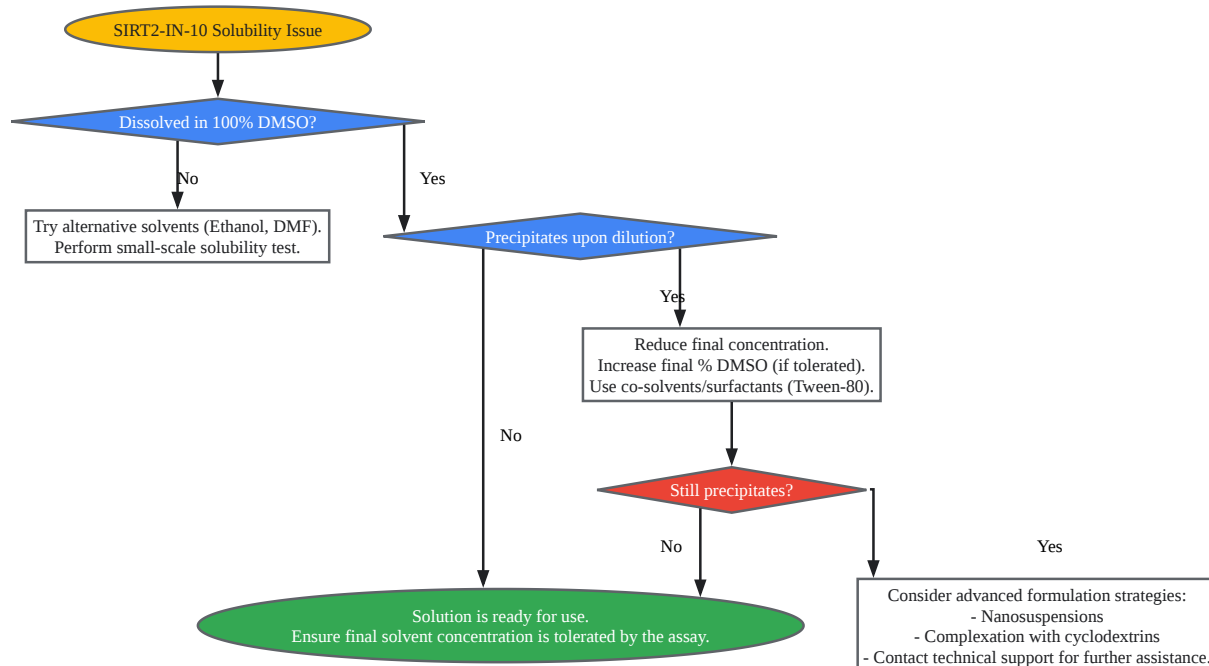 SIRT2-IN-10 Solubility Issue
Dissolved in 100% DMSO?
No
Yes
Try alternative solvents (Ethanol, DMF).
Perform small-scale solubility test.
Precipitates upon dilution?
Yes
Reduce final concentration.
Increase final % DMSO (if tolerated).
Use co-solvents/surfactants (Tween-80).
No
Still precipitates?
No
Yes
Solution is ready for use.
Ensure final solvent concentration is tolerated by the assay.
Consider advanced formulation strategies:
- Nanosuspensions
- Complexation with cyclodextrins
- Contact technical support for further assistance.